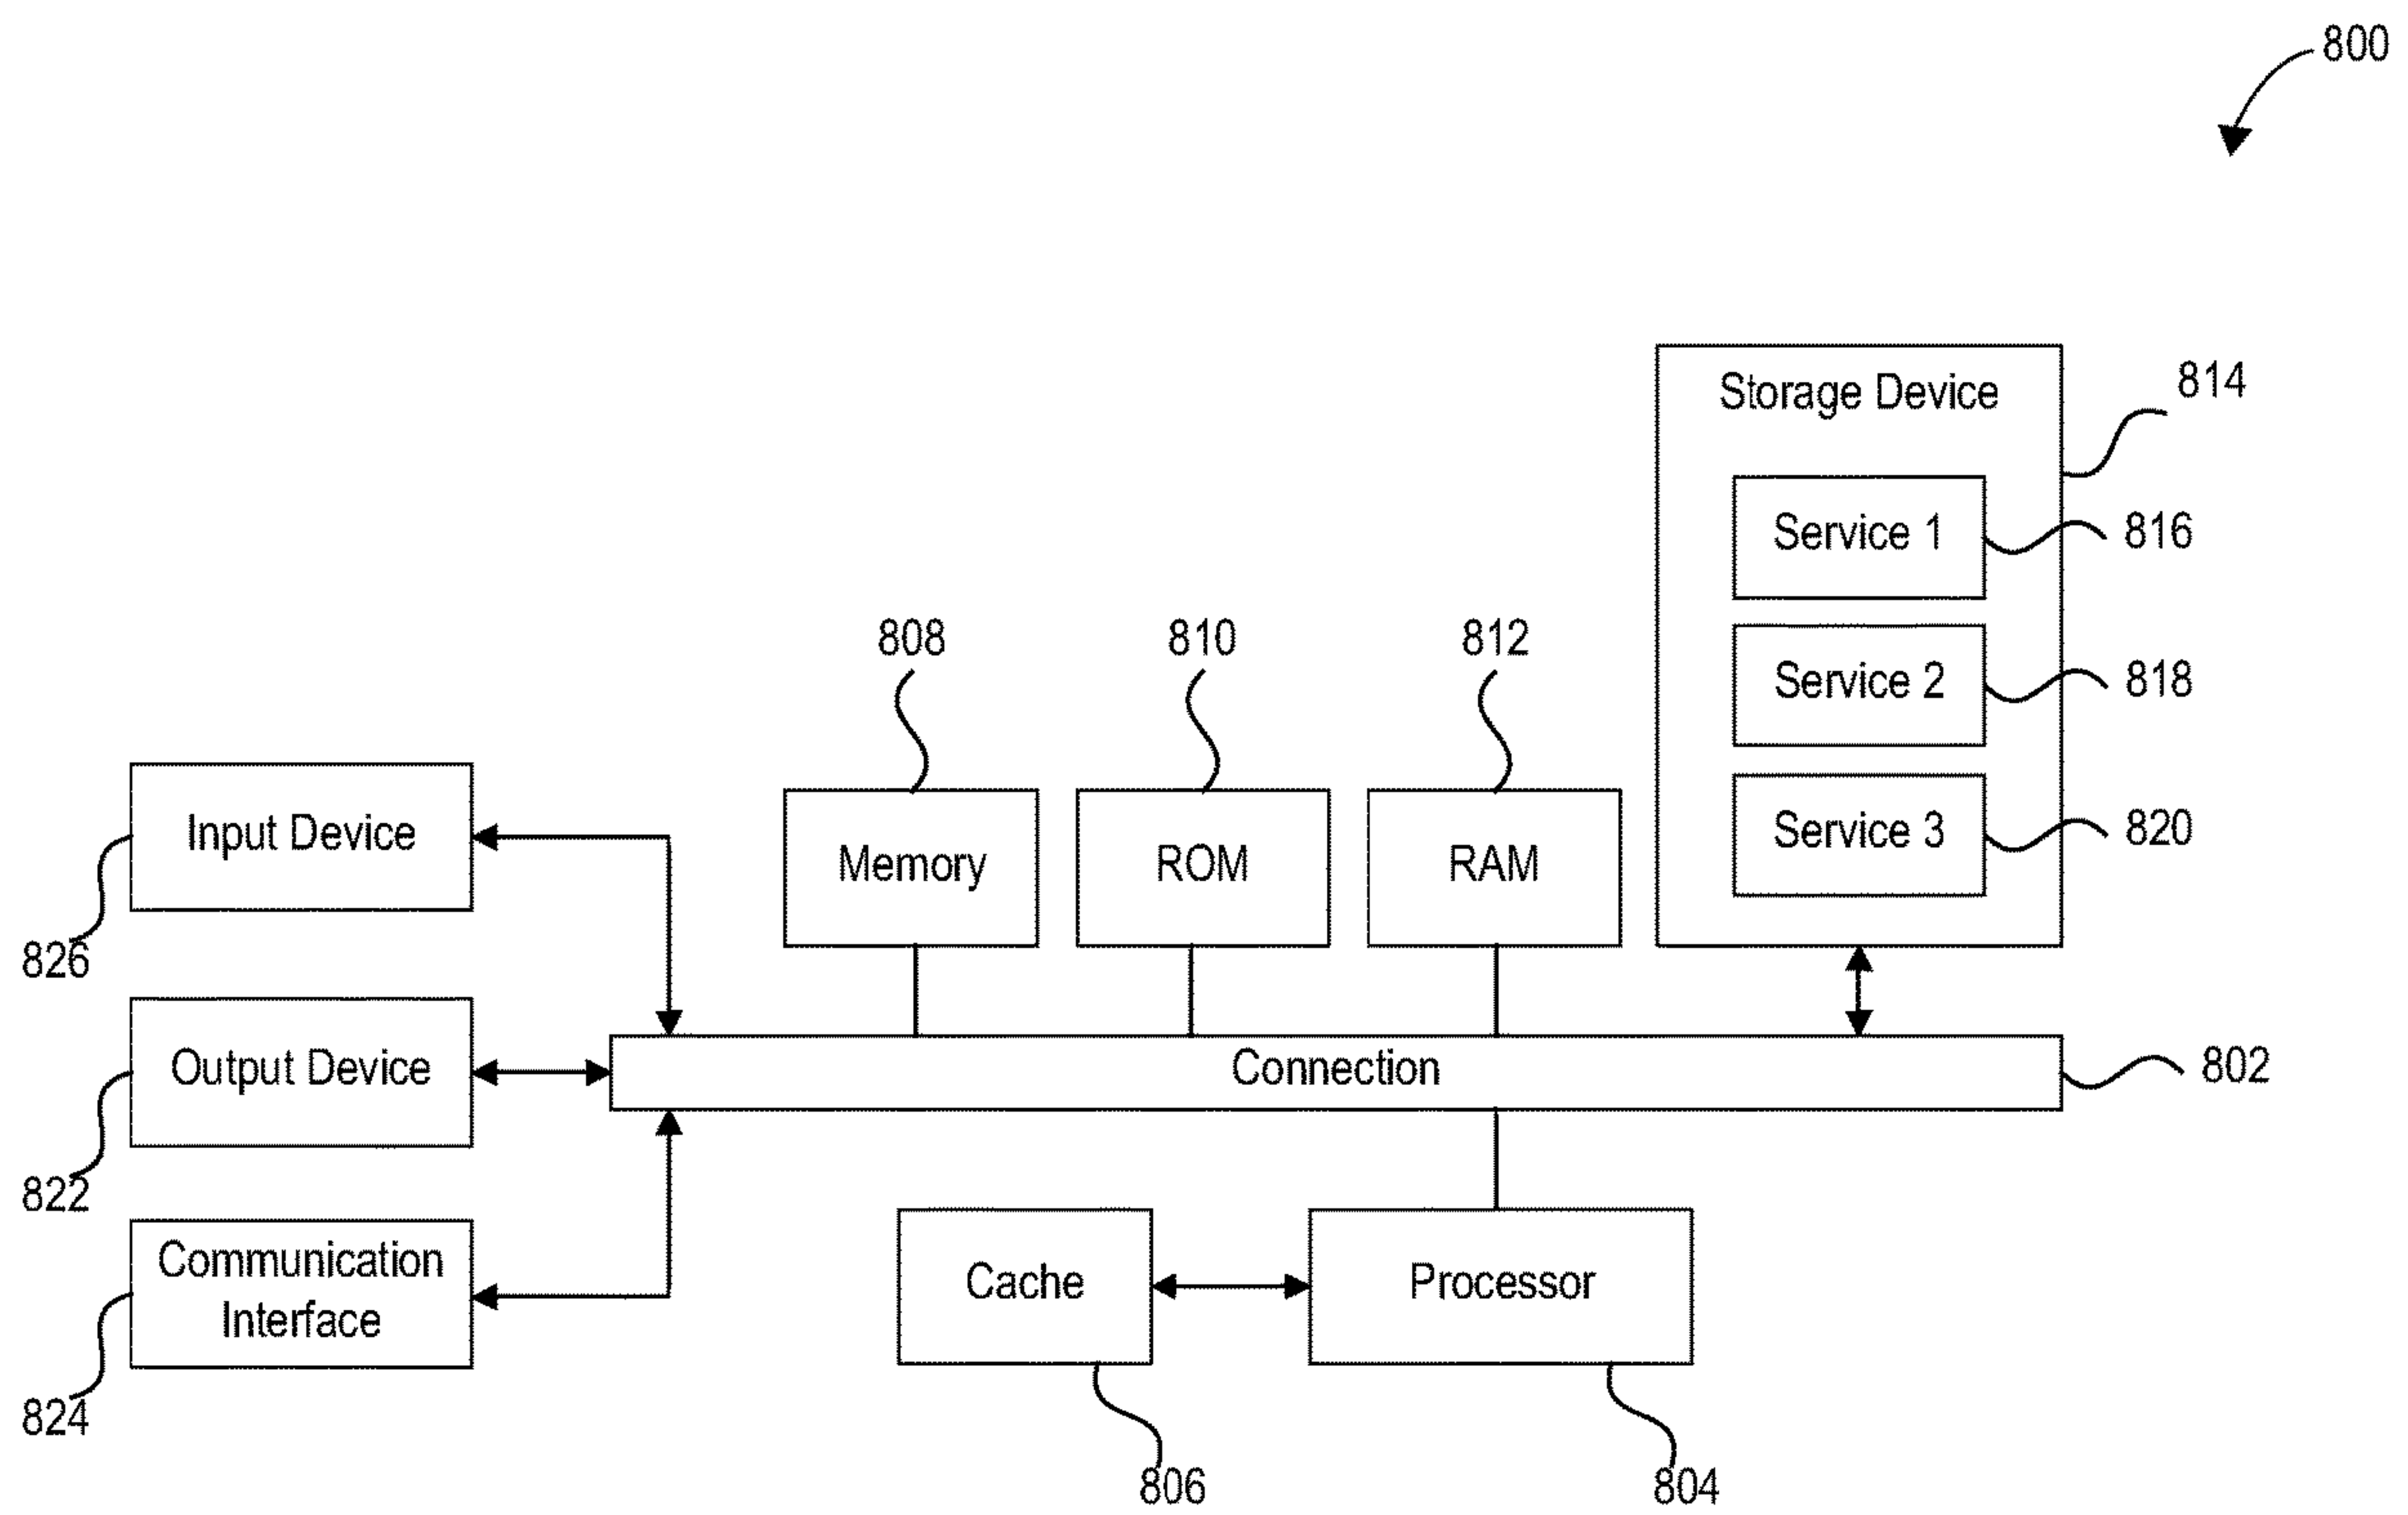 800
Storage Device
814
Service 1
816
808
810
812
Service 2
818
Input Device
Memory
ROM
RAM
Service 3
820
826
Output Device
Connection
802
822
Communication
Interface
Cache
Processor
824
806
804